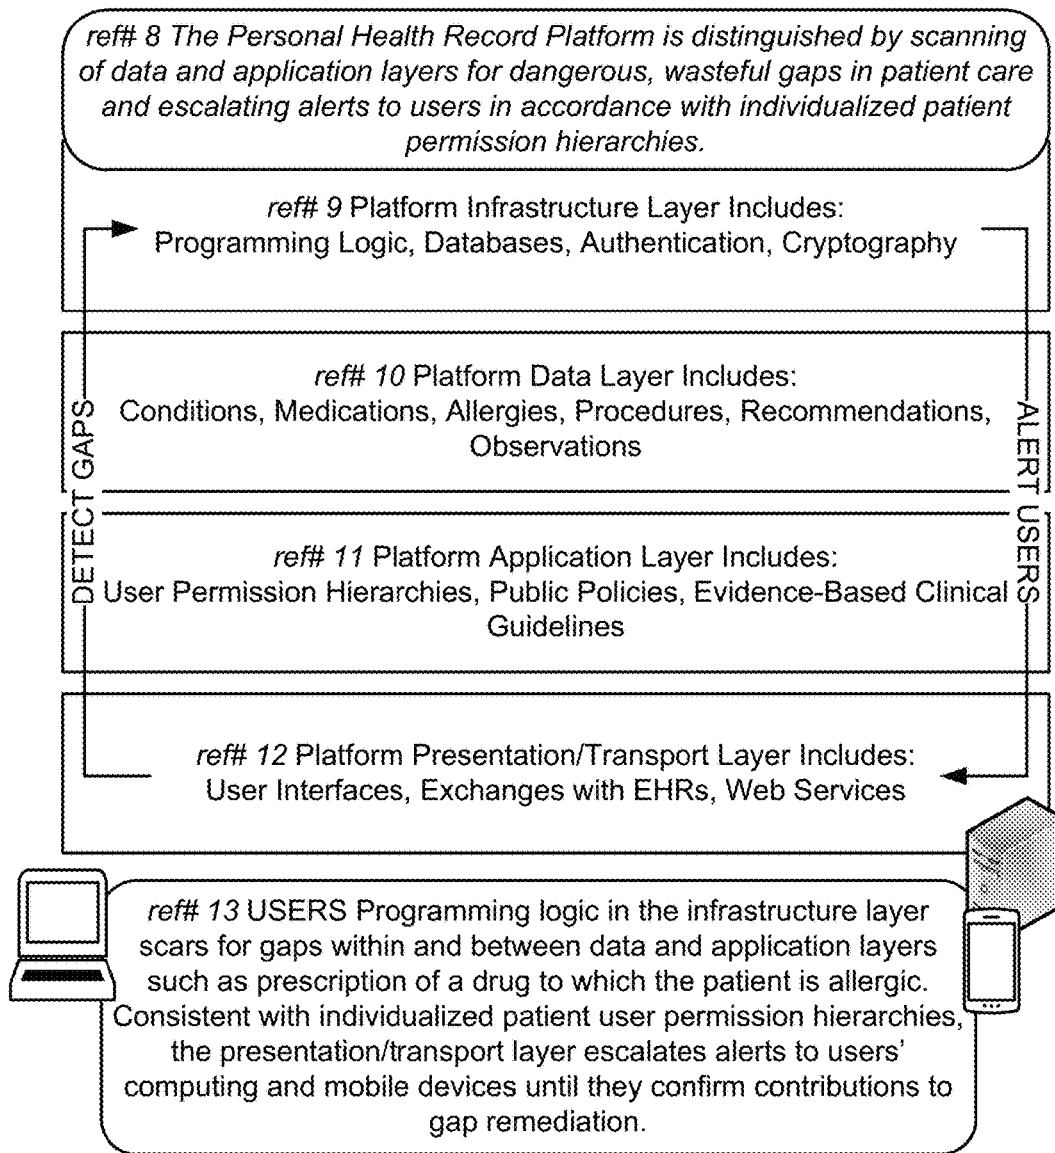 ref# 8 The Personal Health Record Platform is distinguished by scanning
of data and application layers for dangerous, wasteful gaps in patient care
and escalating alerts to users in accordance with individualized patient
permission hierarchies.
ref# 9 Platform Infrastructure Layer Includes:
Programming Logic, Databases, Authentication, Cryptography
ref# 10 Platform Data Layer Includes:
Conditions, Medications, Allergies, Procedures, Recommendations,
Observations
DETECT GAPS
ALERT USERS
ref# 11 Platform Application Layer Includes:
User Permission Hierarchies, Public Policies, Evidence-Based Clinical
Guidelines
ref# 12 Platform Presentation/Transport Layer Includes:
User Interfaces, Exchanges with EHRs, Web Services
ref# 13 USERS Programming logic in the infrastructure layer
scars for gaps within and between data and application layers
such as prescription of a drug to which the patient is allergic.
Consistent with individualized patient user permission hierarchies,
the presentation/transport layer escalates alerts to users'
computing and mobile devices until they confirm contributions to
gap remediation.